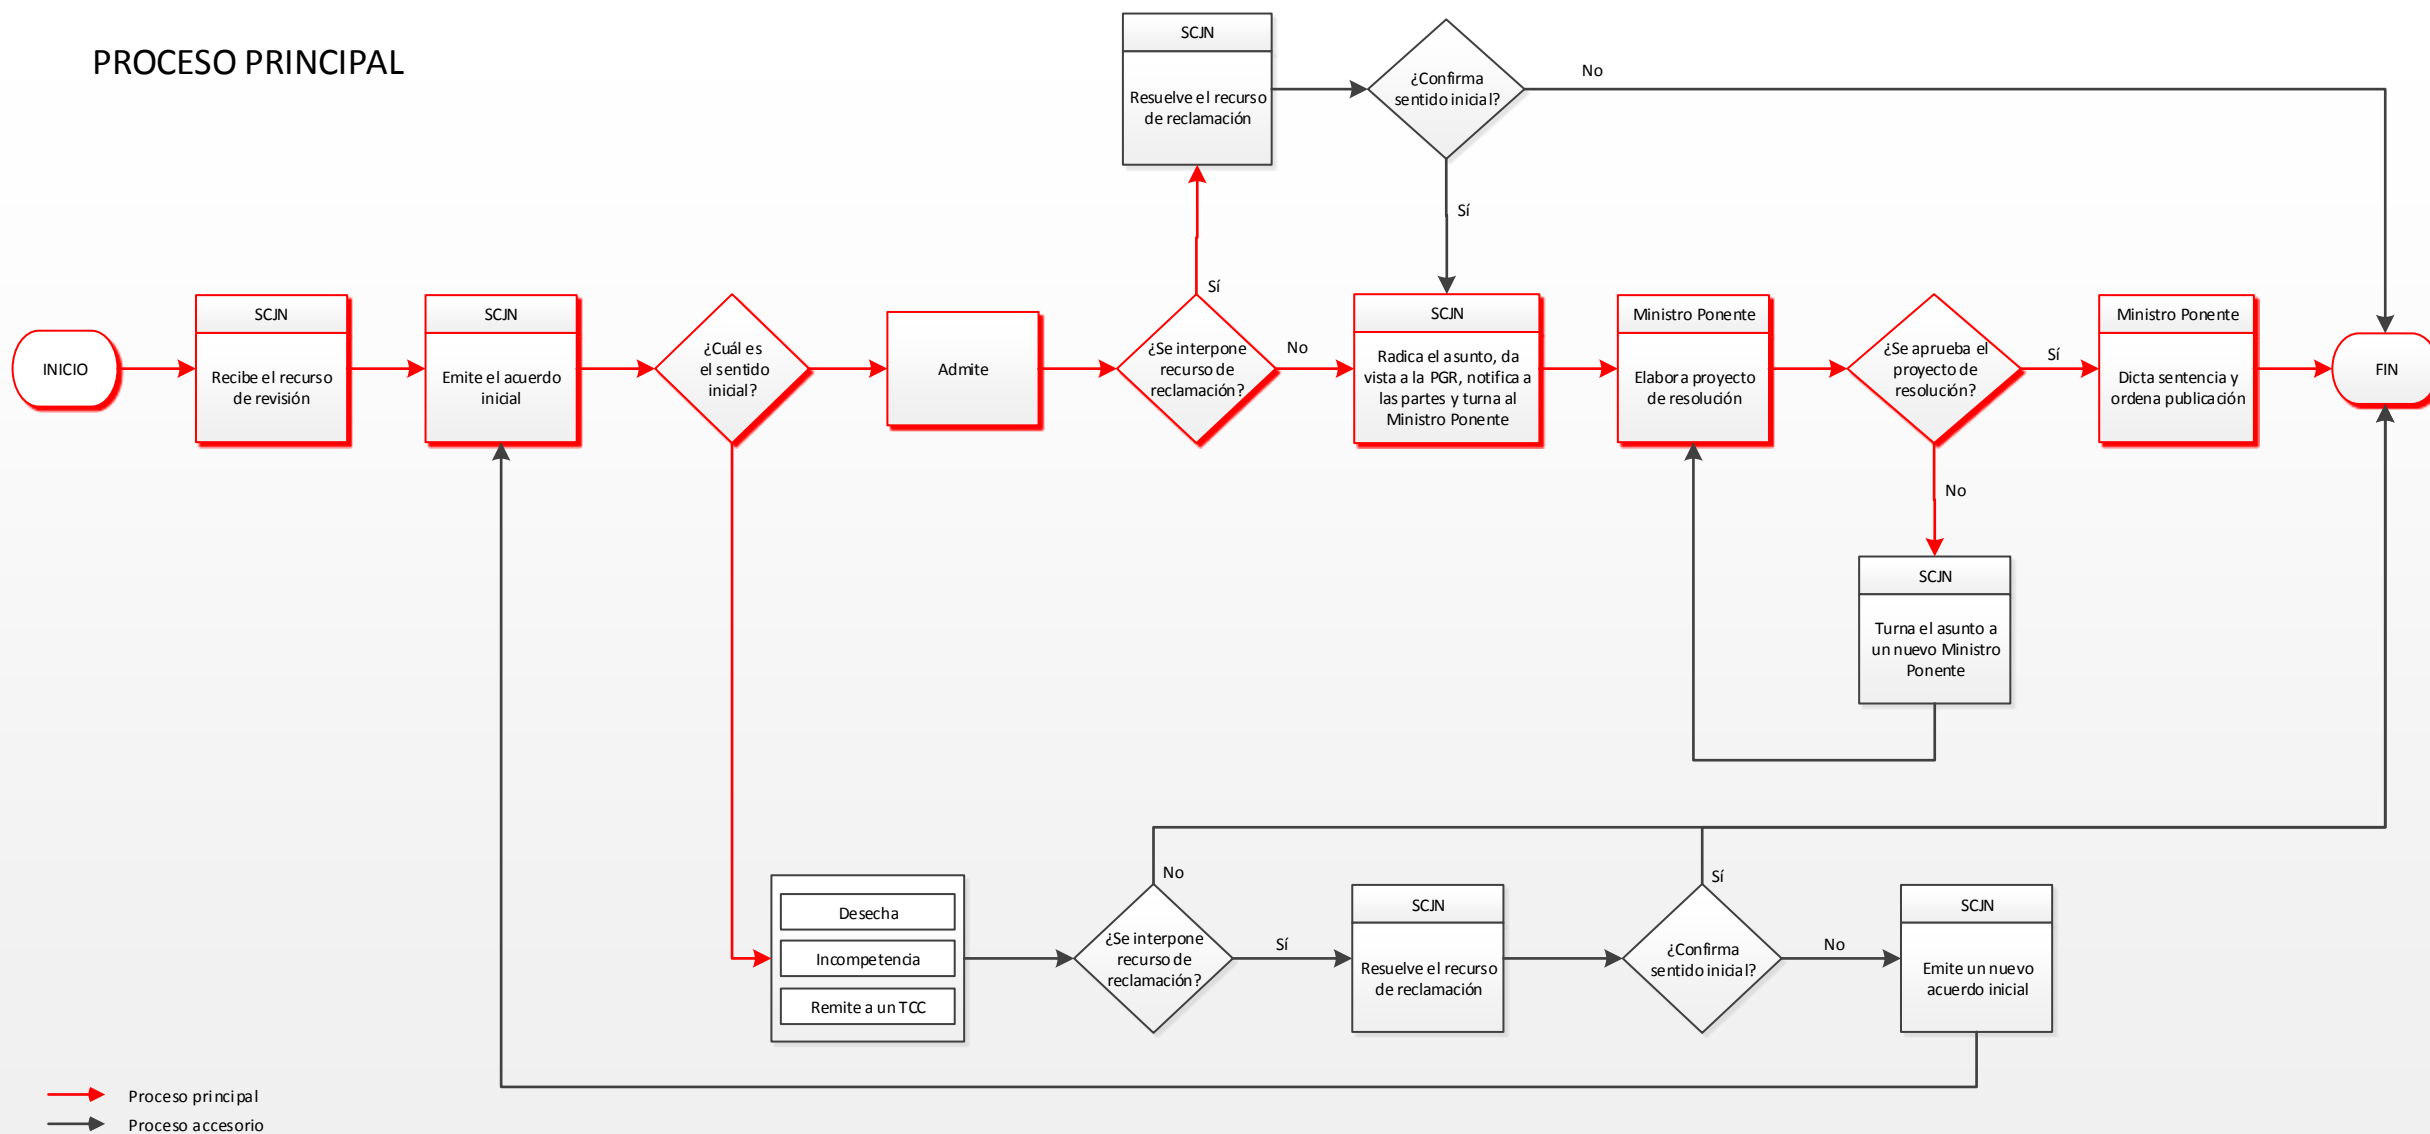 PROCESO PRINCIPAL
SCJN
Resuelve el recurso
de reclamación
¿Confirma
sentido inicial?
No
Sí
INICIO
SCJN
Recibe el recurso
de revisión
SCJN
Emite el acuerdo
inicial
¿Cuál es
el sentido
inicial?
Admite
Sí
¿Se interpone
recurso de
reclamación?
No
SCJN
Radica el asunto, da
vista a la PGR, notifica a
las partes y turna al
Ministro Ponente
Ministro Ponente
Elabora proyecto
de resolución
¿Se aprueba el
proyecto de
resolución?
Sí
Ministro Ponente
Dicta sentencia y
ordena publicación
FIN
No
SCJN
Turna el asunto a
un nuevo Ministro
Ponente
Desecha
Incompetencia
Remite a un TCC
No
¿Se interpone
recurso de
reclamación?
Sí
SCJN
Resuelve el recurso
de reclamación
Sí
¿Confirma
sentido inicial?
No
SCJN
Emite un nuevo
acuerdo inicial
Proceso principal
Proceso accesorio